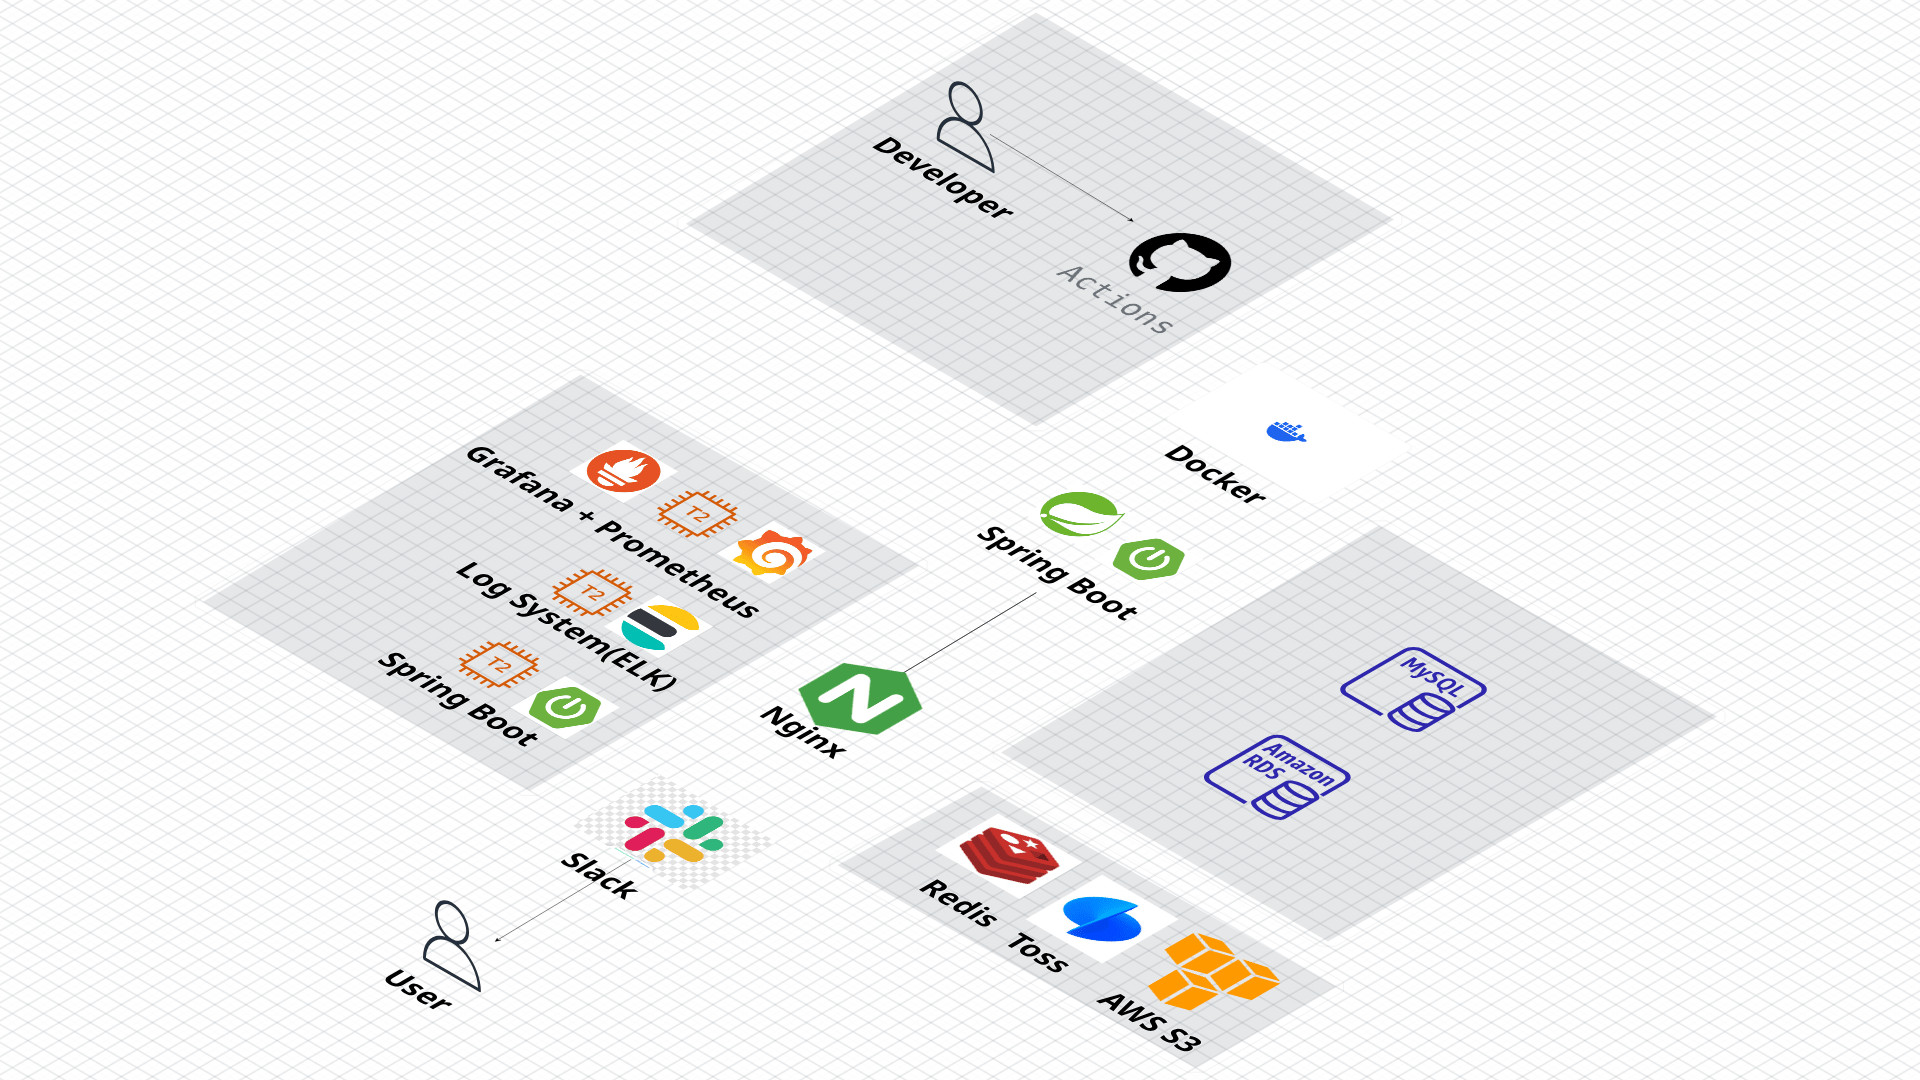 Developer
Actions
Docker
Grafana + Prometheus
T2
Log System(ELK)
T2
Spring Boot
T2
Spring Boot
Nginx
MySQL
Amazon
RDS
Slack
User
Redis
Toss
AWS S3